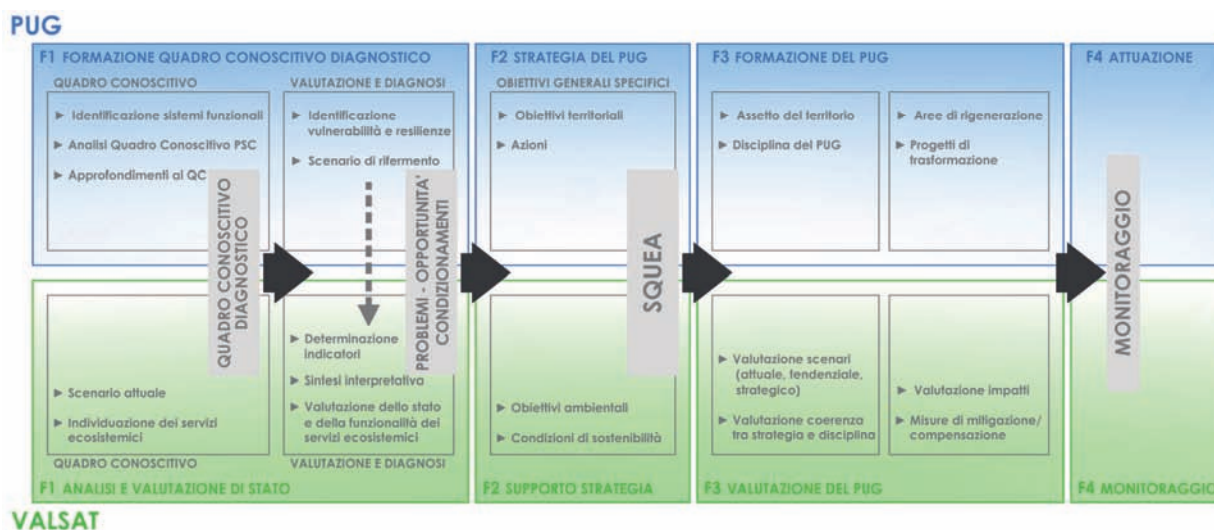 PUG
F1 FORMAZIONE QUADRO CONOSCITIVO DIAGNOSTICO
QUADRO CONOSCITIVO
► Identificazione sistemi funzionali
► Analisi Quadro Conoscitivo PSC
► Approfondimenti al QC
VALUTAZIONE E DIAGNOSI
► Identificazione
vulnerabilità e resilienze
► Scenario di rifermento
F2 STRATEGIA DEL PUG
OBIETTIVI GENERALI SPECIFICI
► Obiettivi territoriali
► Azioni
F3 FORMAZIONE DEL PUG
► Assetto del territorio
► Disciplina del PUG
► Aree di rigenerazione
► Progetti di
trasformazione
F4 ATTUAZIONE
QUADRO CONOSCITIVO
DIAGNOSTICO
PROBLEMI - OPPORTUNITA'
CONDIZIONAMENTI
SQUEA
MONITORAGGIO
► Scenario attuale
► Individuazione dei servizi
ecosistemici
QUADRO CONOSCITIVO
► Determinazione
indicatori
► Sintesi interpretativa
► Valutazione dello stato
e della funzionalità dei
servizi ecosistemici
VALUTAZIONE E DIAGNOSI
F1 ANALISI E VALUTAZIONE DI STATO
► Obiettivi ambientali
► Condizioni di sostenibilità
F2 SUPPORTO STRATEGIA
► Valutazione scenari
(attuale, tendenziale,
strategico)
► Valutazione coerenza
tra strategia e disciplina
► Valutazione impatti
► Misure di mitigazione/
compensazione
F3 VALUTAZIONE DEL PUG
F4 MONITORAGGIO
VALSAT